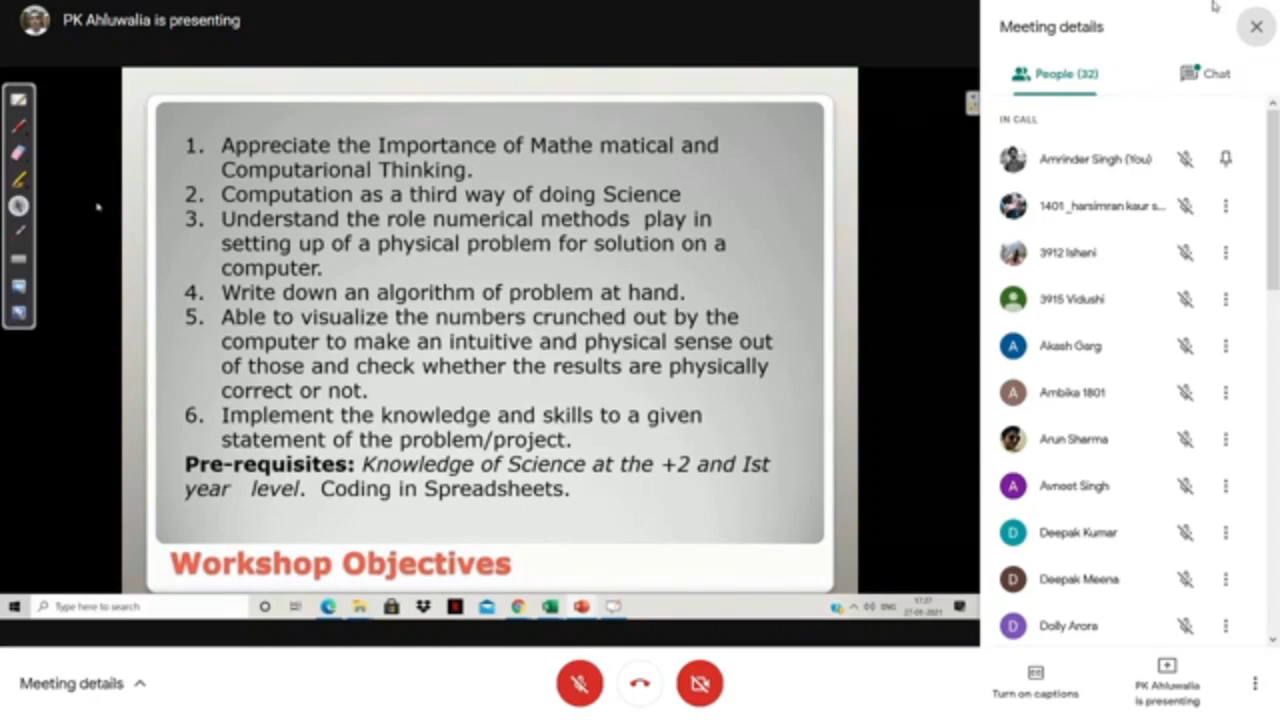 PK Ahluwalia is presenting
1. Appreciate the Importance of Mathe matical and
Computarional Thinking.
2. Computation as a third way of doing Science
3. Understand the role numerical methods play in
setting up of a physical problem for solution on a
computer.
4. Write down an algorithm of problem at hand.
5. Able to visualize the numbers crunched out by the
computer to make an intuitive and physical sense out
of those and check whether the results are physically
correct or not.
6. Implement the knowledge and skills to a given
statement of the problem/project.
Pre-requisites: Knowledge of Science at the +2 and Ist
year level. Coding in Spreadsheets.
Workshop Objectives
Type here to search
ENG
17:27
Meeting details
People (32)
Chat
IN CALL
Amrinder Singh (You)
1401_harsimran kaur s...
3912 Ishani
3915 Vidushi
A Akash Garg
A Ambika 1801
Arun Sharma
A Avneet Singh
D Deepak Kumar
D Deepak Meena
D Dolly Arora
Meeting details
Turn on captions
PK Ahluwalia
is presenting